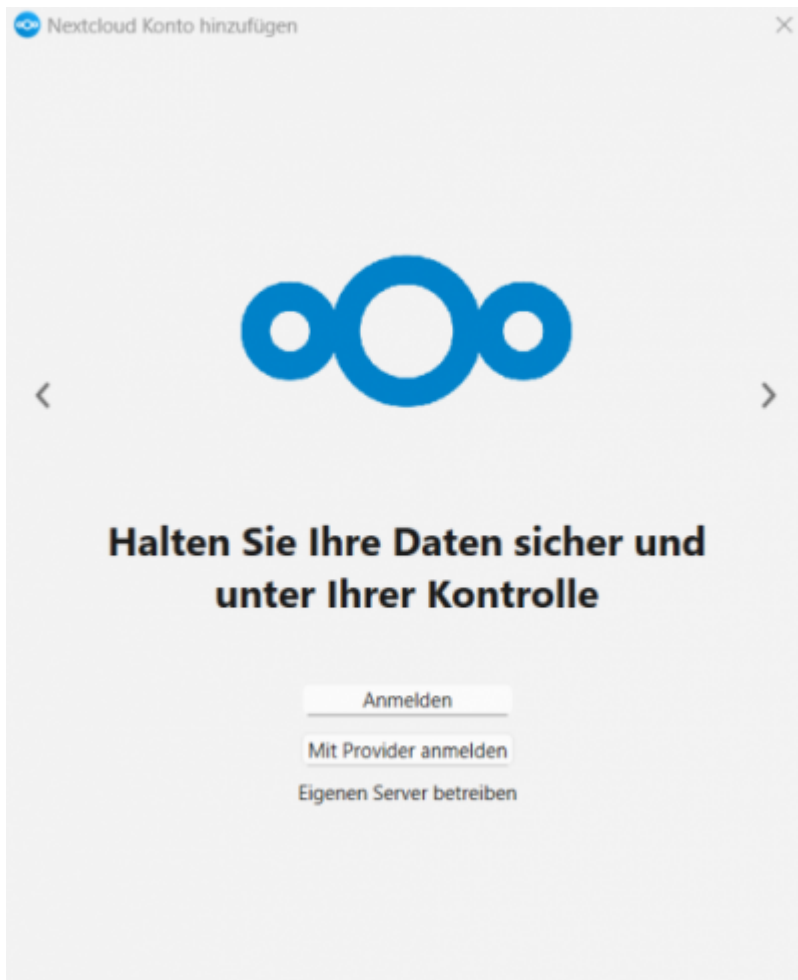 Nextcloud Konto hinzufügen
Halten Sie Ihre Daten sicher und
unter Ihrer Kontrolle
Anmelden
Mit Provider anmelden
Eigenen Server betreiben